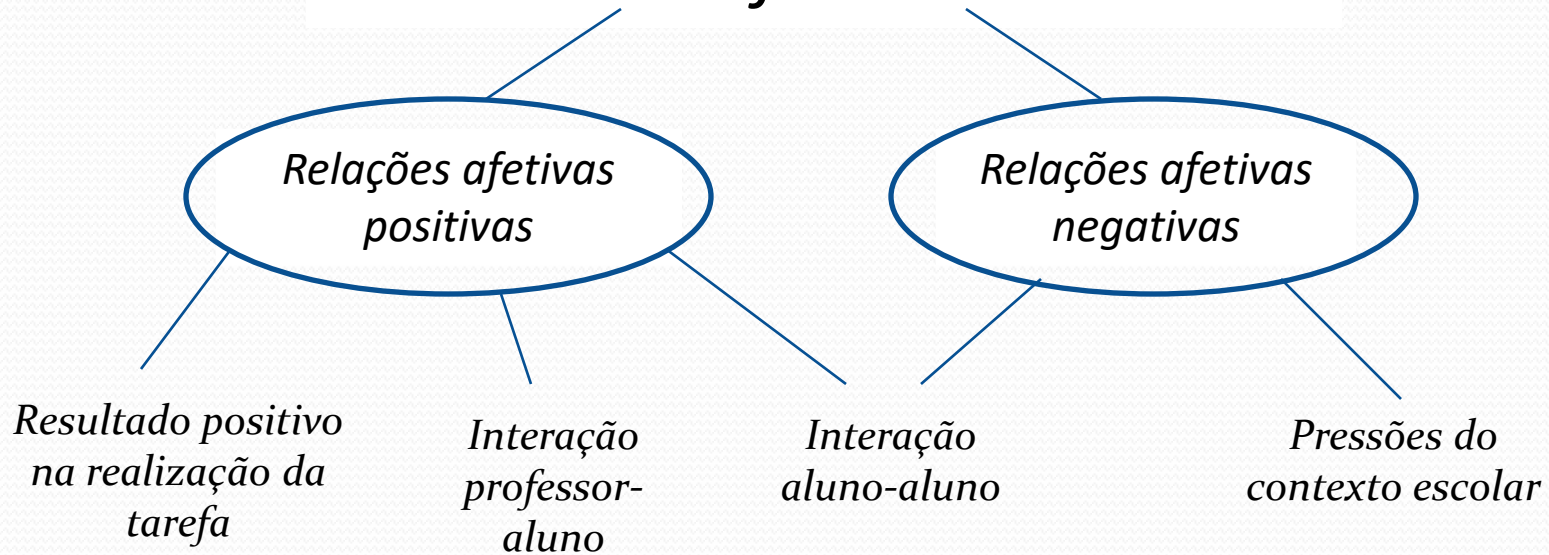 Relações afetivas
positivas
Relações afetivas
negativas
Resultado positivo
na realização da
tarefa
Interação
professor-
aluno
Interação
aluno-aluno
Pressões do
contexto escolar